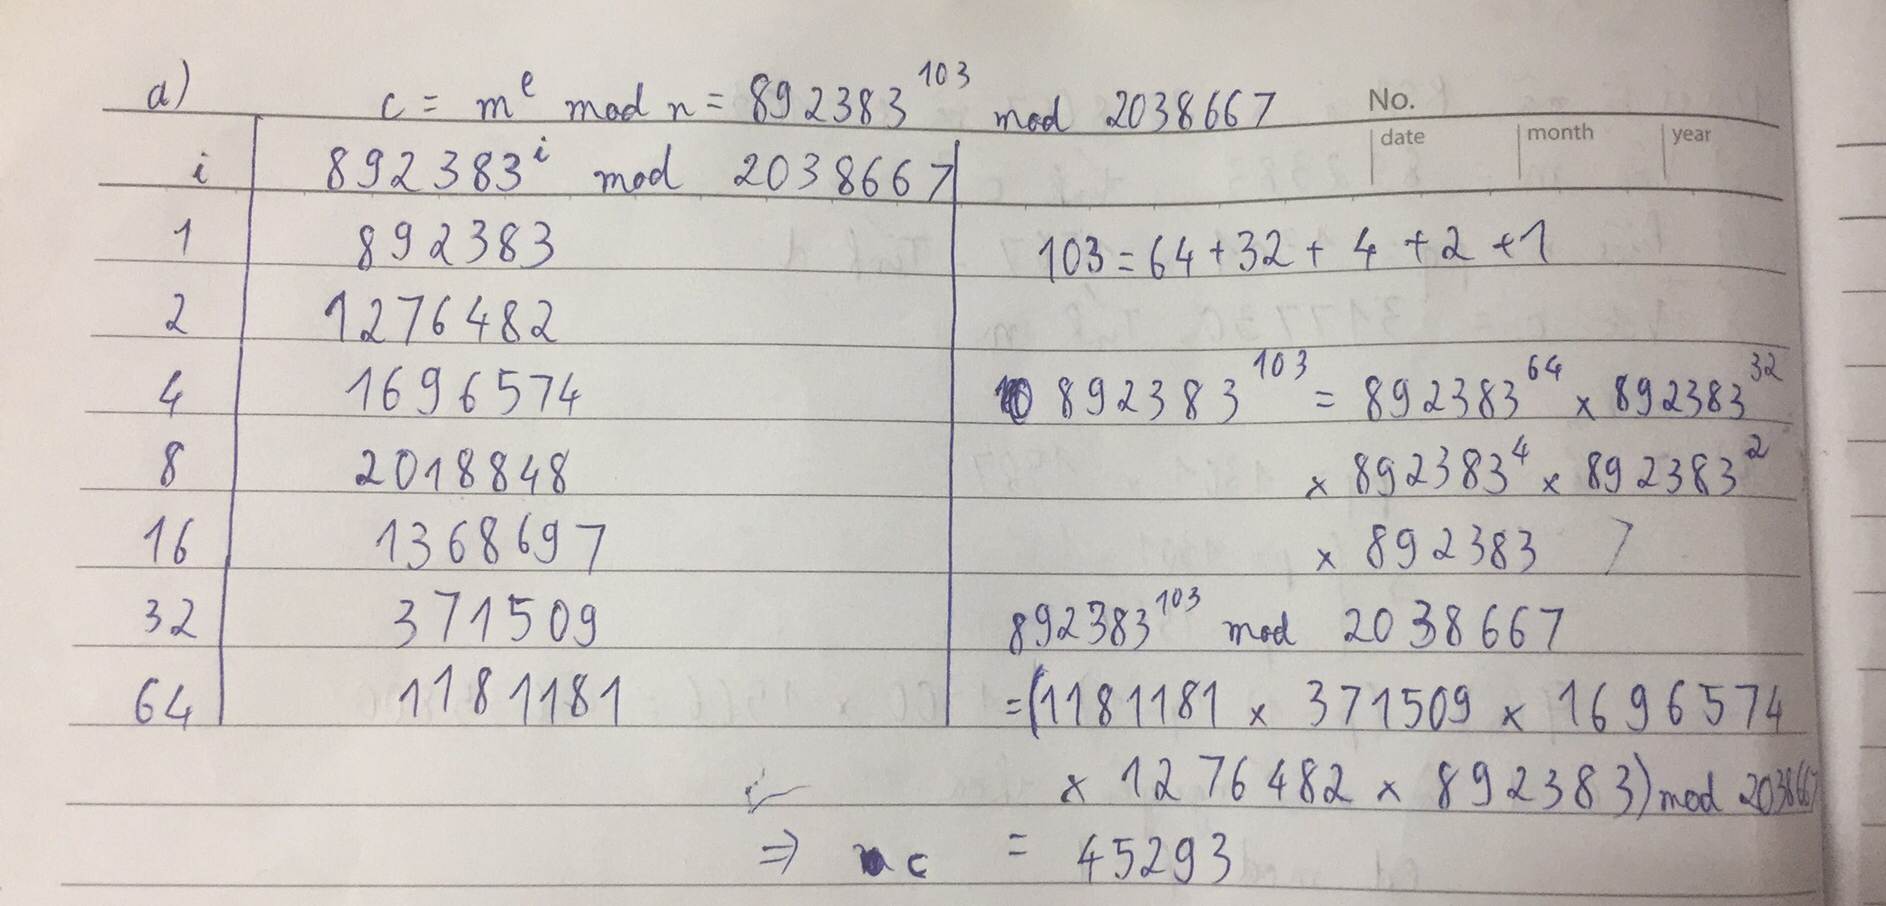 a) c = m^e mod n = 892383^103 mod 2038667
No.
date month year
i 892383^i mod 2038667
1 892383 103 = 64 + 32 + 4 + 2 + 1
2 1276482
4 1696574 892383^103 = 892383^64 × 892383^32
8 2018848 × 892383^4 × 892383^2
16 1368697 × 892383
32 371509 892383^103 mod 2038667
64 1181181 = (1181181 × 371509 × 1696574
× 1276482 × 892383) mod 2038667
⇒ c = 45293